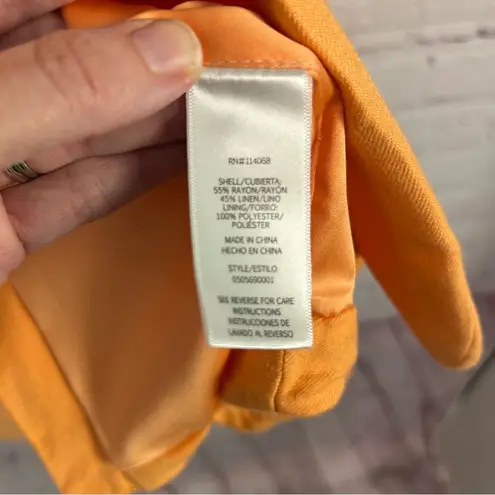 RN#114068
SHELL/CUBIERTA:
55% RAYON/RAYÓN
45% LINEN/LINO
LINING/FORRO:
100% POLYESTER/
POLIÉSTER
MADE IN CHINA
HECHO EN CHINA
STYLE/ESTILO
0505690001
SEE REVERSE FOR CARE
INSTRUCTIONS
INSTRUCCIONES DE
LAVADO AL REVERSO